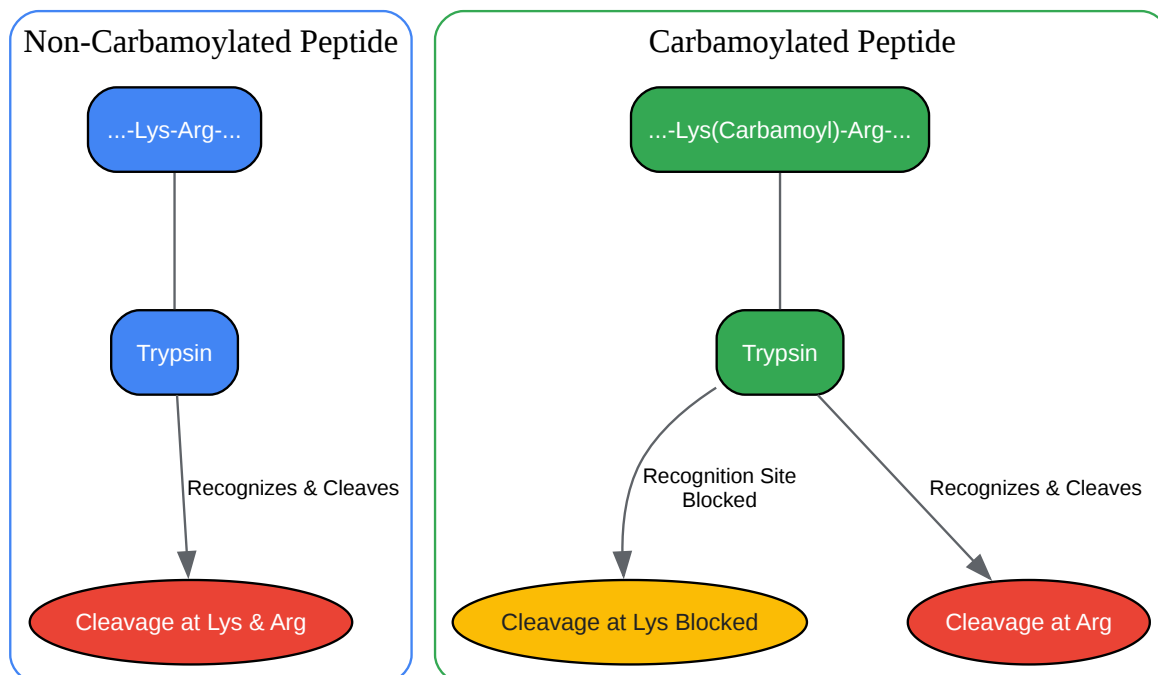 Non-Carbamoylated Peptide
...-Lys-Arg-...
Trypsin
Recognizes & Cleaves
Cleavage at Lys & Arg
Carbamoylated Peptide
...-Lys(Carbamoyl)-Arg-...
Trypsin
Recognition Site
Blocked
Recognizes & Cleaves
Cleavage at Lys Blocked
Cleavage at Arg